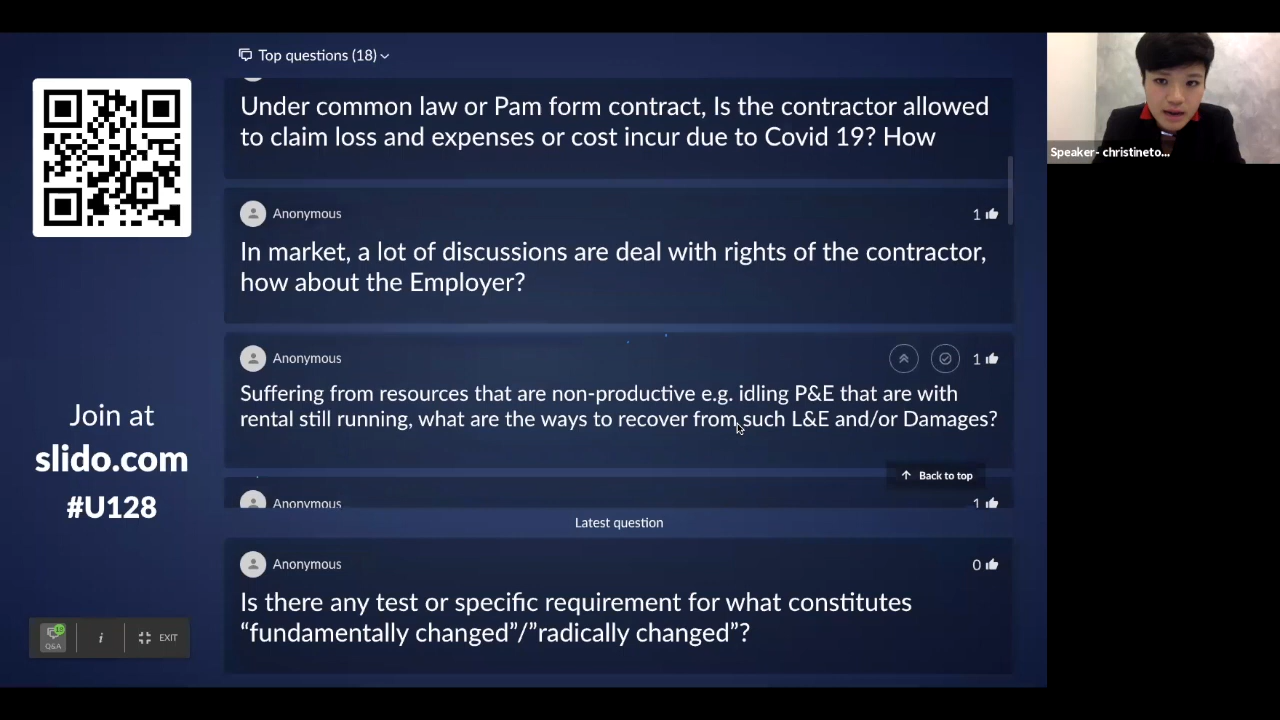 Top questions (18)
Under common law or Pam form contract, Is the contractor allowed
to claim loss and expenses or cost incur due to Covid 19? How
Anonymous
1
In market, a lot of discussions are deal with rights of the contractor,
how about the Employer?
Anonymous
1
Suffering from resources that are non-productive e.g. idling P&E that are with
rental still running, what are the ways to recover from such L&E and/or Damages?
Back to top
Anonymous
1
Latest question
Anonymous
0
Is there any test or specific requirement for what constitutes
“fundamentally changed”/”radically changed”?
Join at
slido.com
#U128
Q&A
i
EXIT
Speaker- christineto...